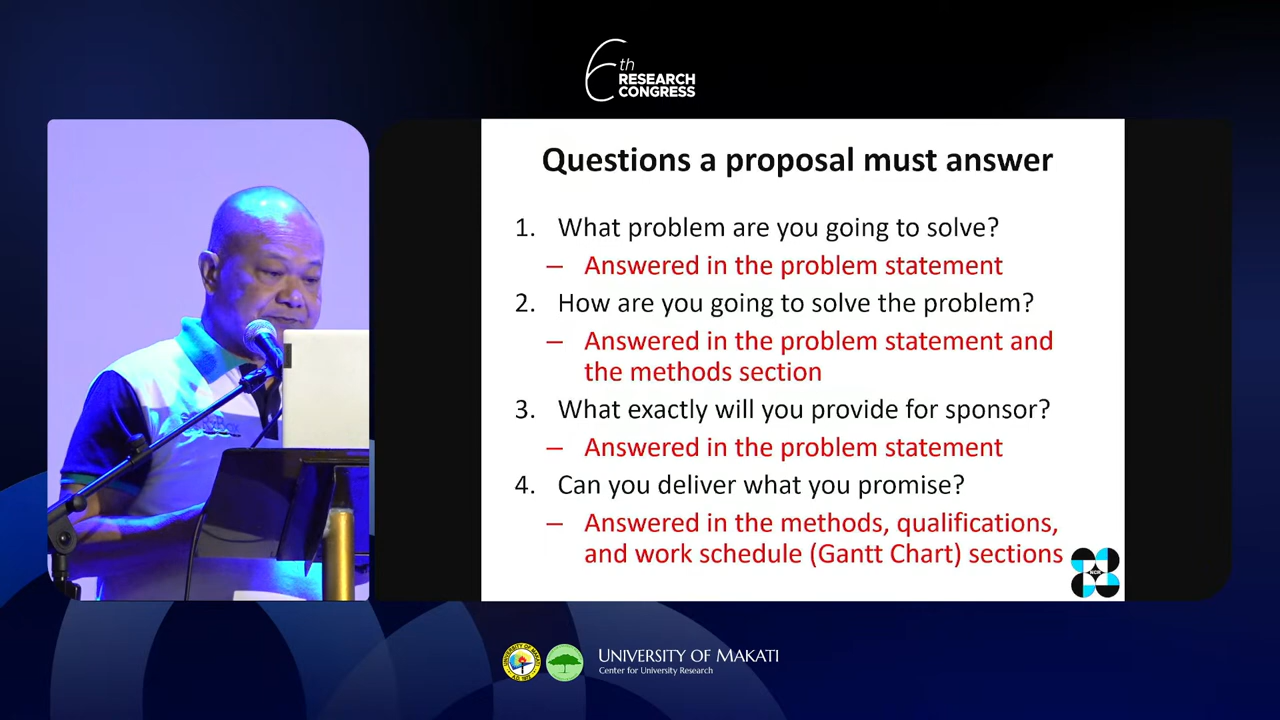 6th
RESEARCH
CONGRESS
Questions a proposal must answer
1. What problem are you going to solve?
– Answered in the problem statement
2. How are you going to solve the problem?
– Answered in the problem statement and
the methods section
3. What exactly will you provide for sponsor?
– Answered in the problem statement
4. Can you deliver what you promise?
– Answered in the methods, qualifications,
and work schedule (Gantt Chart) sections
UNIVERSITY OF MAKATI
Center for University Research